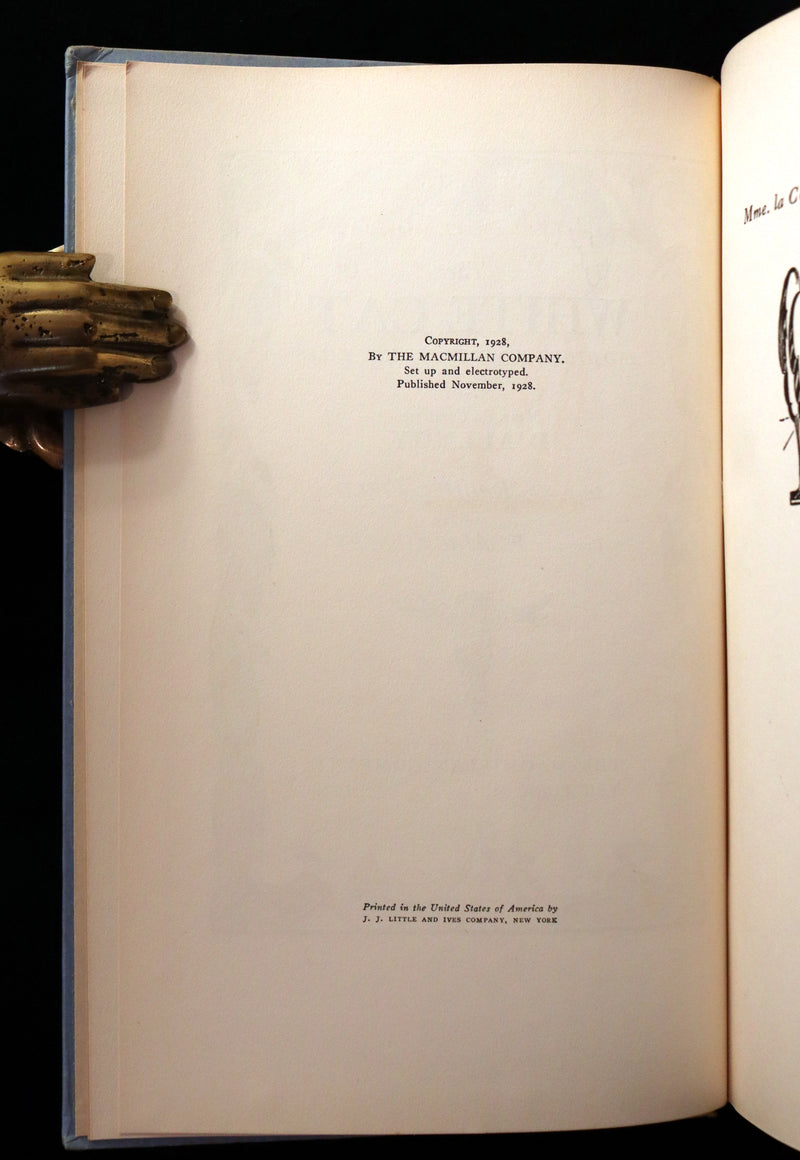 COPYRIGHT, 1928,
BY THE MACMILLAN COMPANY.
Set up and electrotyped.
Published November, 1928.
Printed in the United States of America by
J. J. LITTLE AND IVES COMPANY, NEW YORK
Mme. la